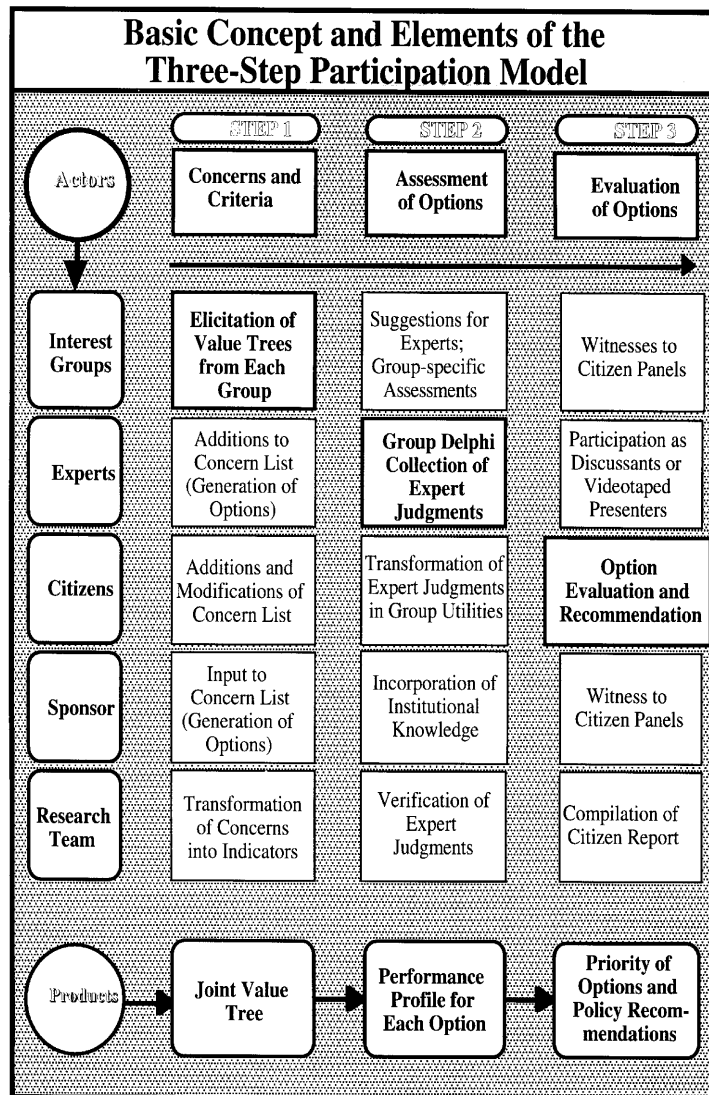 Basic Concept and Elements of the
Three-Step Participation Model
STEP 1
STEP 2
STEP 3
Actors
Concerns and
Criteria
Assessment
of Options
Evaluation
of Options
Interest
Groups
Elicitation of
Value Trees
from Each
Group
Suggestions for
Experts;
Group-specific
Assessments
Witnesses to
Citizen Panels
Experts
Additions to
Concern List
(Generation of
Options)
Group Delphi
Collection of
Expert
Judgments
Participation as
Discussants or
Videotaped
Presenters
Citizens
Additions and
Modifications of
Concern List
Transformation of
Expert Judgments
in Group Utilities
Option
Evaluation and
Recommendation
Sponsor
Input to
Concern List
(Generation of
Options)
Incorporation of
Institutional
Knowledge
Witness to
Citizen Panels
Research
Team
Transformation
of Concerns
into Indicators
Verification of
Expert
Judgments
Compilation of
Citizen Report
Products
Joint Value
Tree
Performance
Profile for
Each Option
Priority of
Options and
Policy Recom-
mendations